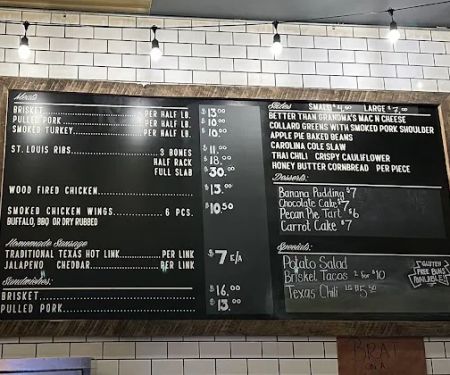 Meats
BRISKET PER HALF LB. $13.00
PULLED PORK PER HALF LB. $10.00
SMOKED TURKEY PER HALF LB. $10.00
ST. LOUIS RIBS 3 BONES $11.00
HALF RACK $18.00
FULL SLAB $30.00
WOOD FIRED CHICKEN $13.00
SMOKED CHICKEN WINGS 6 PCS. $10.50
BUFFALO, BBQ OR DRY RUBBED
Homemade Sausage
TRADITIONAL TEXAS HOT LINK PER LINK
JALAPENO CHEDDAR PER LINK
$7 E/A
Sandwiches
BRISKET $16.00
PULLED PORK $13.00
Sides SMALL $4.00 LARGE $7.00
BETTER THAN GRANDMA'S MAC N CHEESE
COLLARD GREENS WITH SMOKED PORK SHOULDER
APPLE PIE BAKED BEANS
CAROLINA COLE SLAW
THAI CHILI CRISPY CAULIFLOWER
HONEY BUTTER CORNBREAD PER PIECE
Desserts
Banana Pudding $7
Chocolate Cake $7
Pecan Pie Tart $6
Carrot Cake $7
Specials
Potato Salad
Brisket Tacos 2 for $10
Texas Chili $5.50
GLUTEN
FREE BUNS
AVAILABLE!
BRAT
ON A